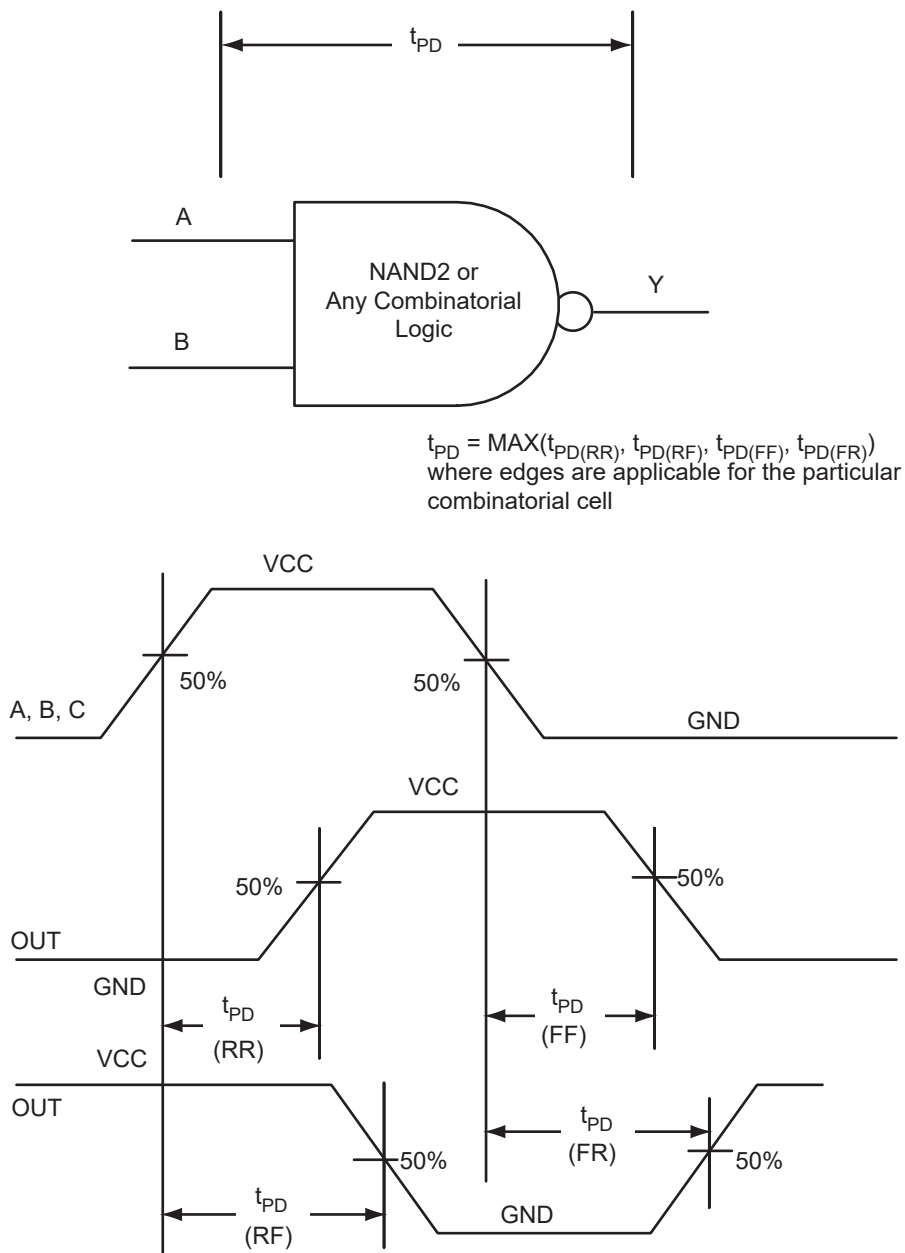 tPD
A
NAND2 or
Any Combinatorial
Logic
Y
B
tPD = MAX(tPD(RR), tPD(RF), tPD(FF), tPD(FR))
where edges are applicable for the particular
combinatorial cell
VCC
50%
50%
A, B, C
GND
VCC
50%
50%
OUT
GND
tPD
(RR)
tPD
(FF)
VCC
OUT
tPD
(FR)
50%
50%
tPD
(RF)
GND